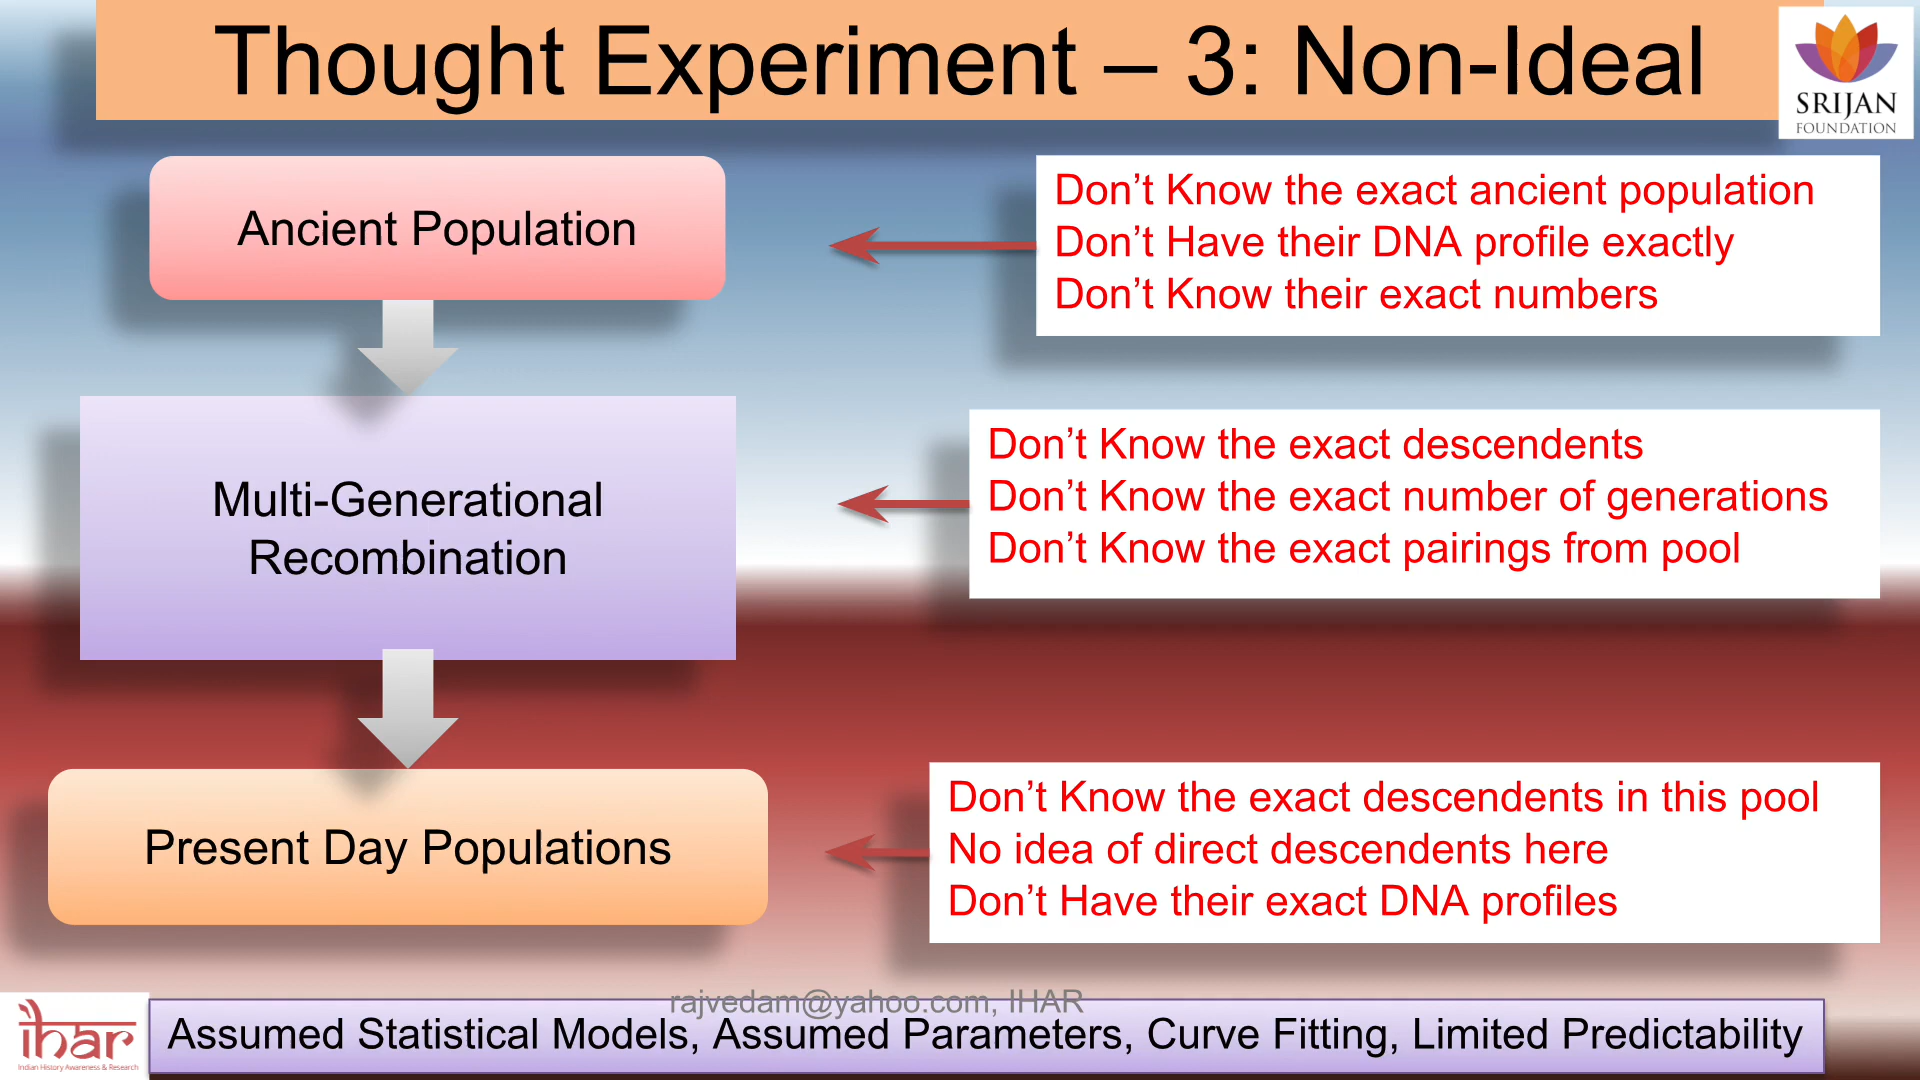 Thought Experiment – 3: Non-Ideal
SRIJAN
FOUNDATION
Ancient Population
Don’t Know the exact ancient population
Don’t Have their DNA profile exactly
Don’t Know their exact numbers
Multi-Generational
Recombination
Don’t Know the exact descendents
Don’t Know the exact number of generations
Don’t Know the exact pairings from pool
Present Day Populations
Don’t Know the exact descendents in this pool
No idea of direct descendents here
Don’t Have their exact DNA profiles
rajvedam@yahoo.com, IHAR
ihar
Indian History Awareness & Research
Assumed Statistical Models, Assumed Parameters, Curve Fitting, Limited Predictability